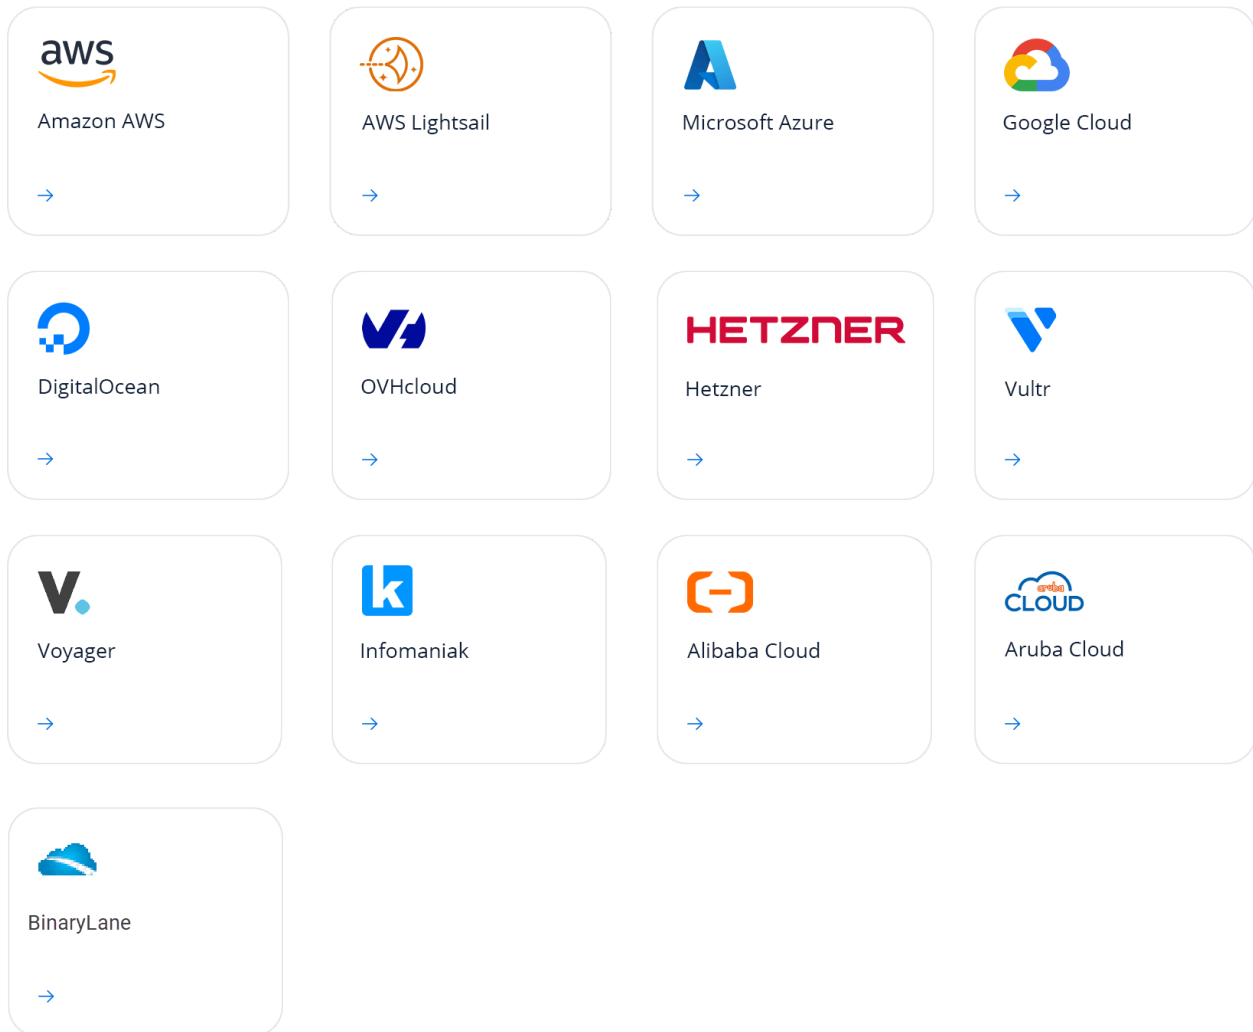 aws
Amazon AWS
AWS Lightsail
Microsoft Azure
Google Cloud
DigitalOcean
OVHcloud
HETZNER
Hetzner
Vultr
V.
Voyager
k
Infomaniak
Alibaba Cloud
aruba
CLOUD
Aruba Cloud
BinaryLane